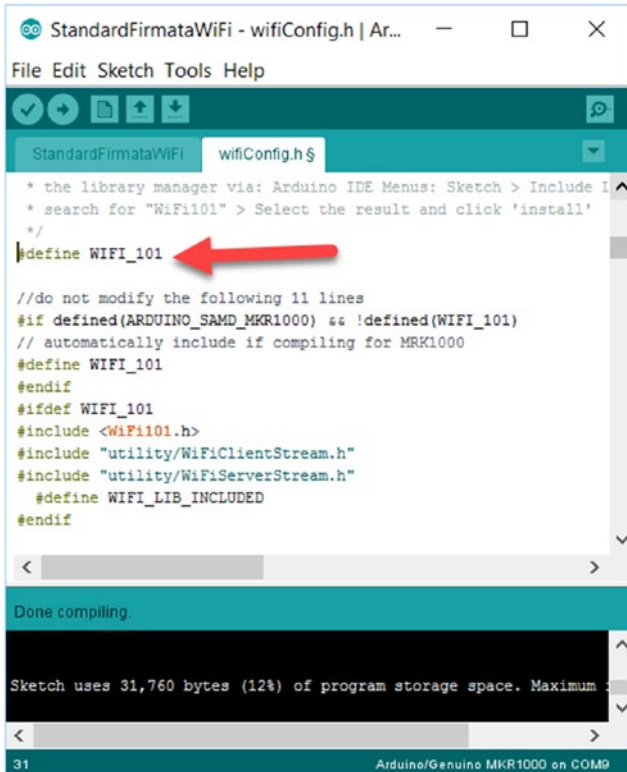 StandardFirmataWiFi - wifiConfig.h | Ar...
File Edit Sketch Tools Help
StandardFirmataWiFi
wifiConfig.h §
* the library manager via: Arduino IDE Menus: Sketch > Include
* search for "WiFi101" > Select the result and click 'install'
*/
#define WIFI_101
//do not modify the following 11 lines
#if defined(ARDUINO_SAMD_MKR1000) && !defined(WIFI_101)
// automatically include if compiling for MRK1000
#define WIFI_101
#endif
#ifdef WIFI_101
#include <WiFi101.h>
#include "utility/WiFiClientStream.h"
#include "utility/WiFiServerStream.h"
#define WIFI_LIB_INCLUDED
#endif
Done compiling.
Sketch uses 31,760 bytes (12%) of program storage space. Maximum
31
Arduino/Genuino MKR1000 on COM9